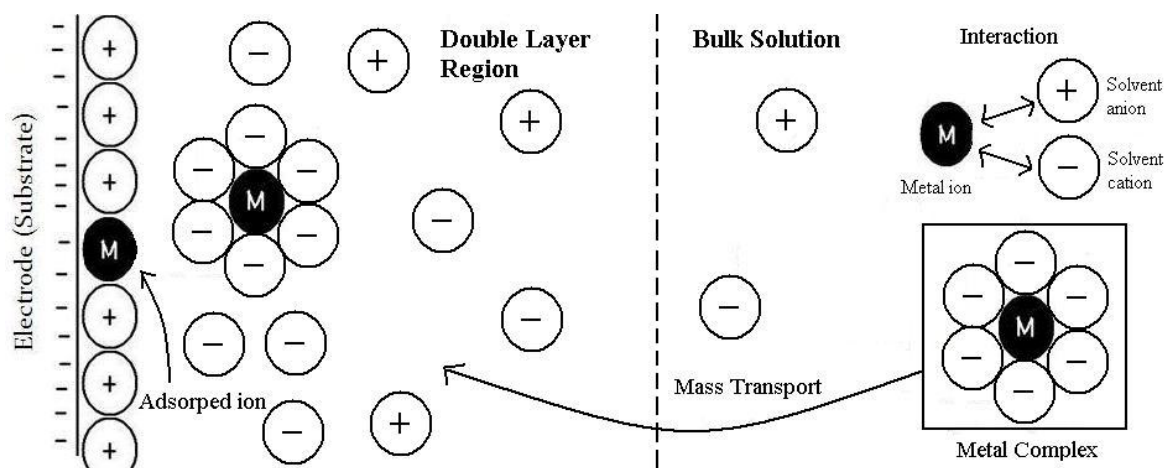 Electrode (Substrate)
Double Layer
Region
Bulk Solution
Interaction
Solvent
anion
Solvent
cation
M
Metal ion
M
M
M
Adsorped ion
Mass Transport
Metal Complex